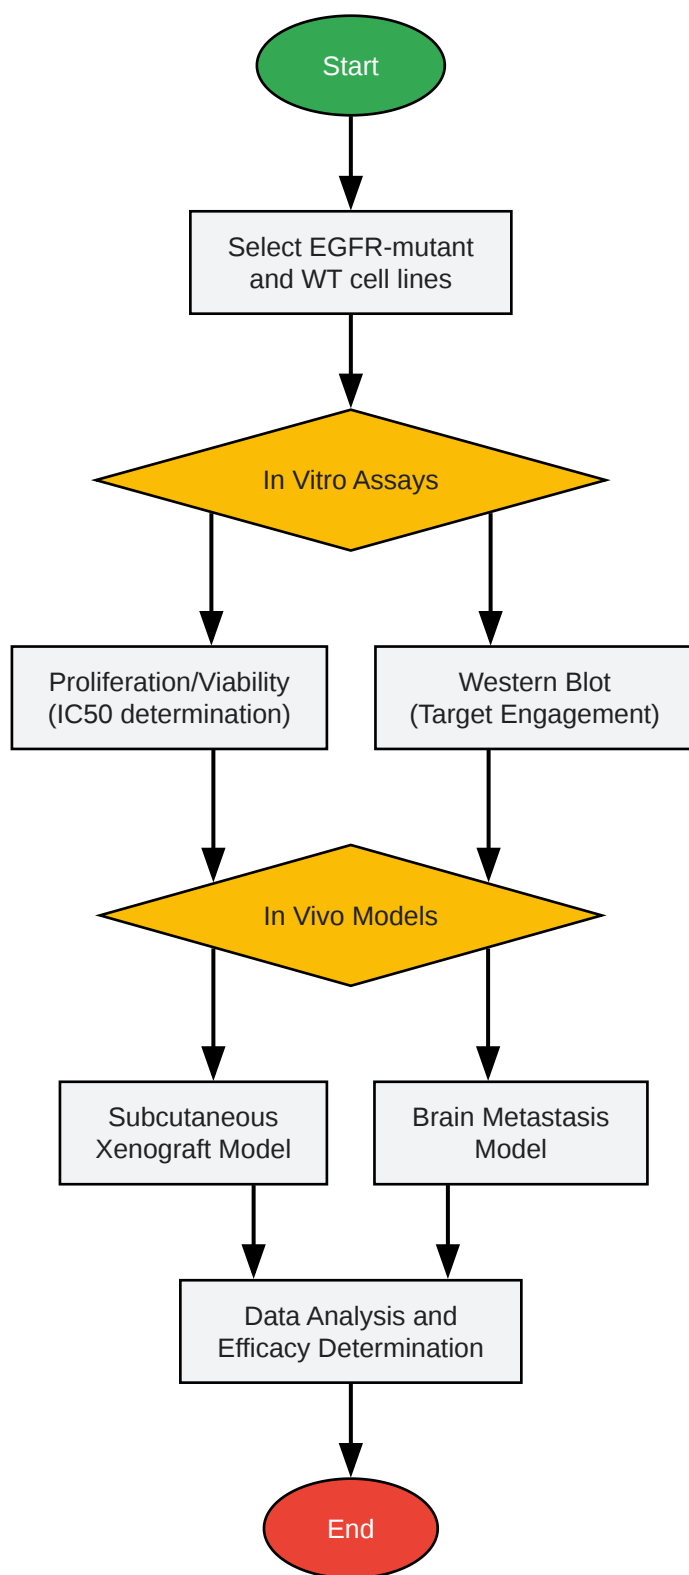 Start
Select EGFR-mutant
and WT cell lines
In Vitro Assays
Proliferation/Viability
(IC50 determination)
Western Blot
(Target Engagement)
In Vivo Models
Subcutaneous
Xenograft Model
Brain Metastasis
Model
Data Analysis and
Efficacy Determination
End